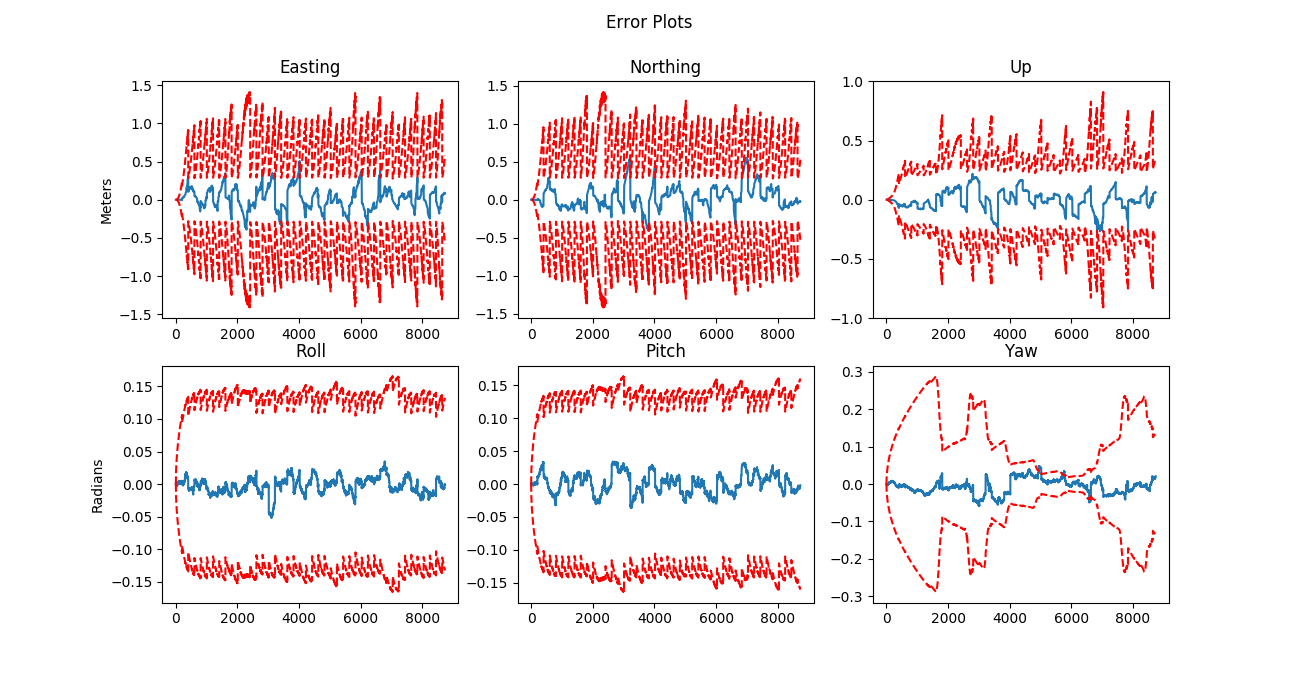 Error Plots
Easting Northing Up
1.5 1.5 1.0
1.0 1.0
0.5 0.5 0.5
Meters
0.0 0.0 0.0
−0.5 −0.5 −0.5
−1.0 −1.0
−1.5 −1.5 −1.0
0 2000 4000 6000 8000 0 2000 4000 6000 8000 0 2000 4000 6000 8000
Roll Pitch Yaw
0.15 0.15 0.3
0.10 0.10 0.2
0.05 0.05 0.1
Radians
0.00 0.00 0.0
−0.05 −0.05 −0.1
−0.10 −0.10 −0.2
−0.15 −0.15 −0.3
0 2000 4000 6000 8000 0 2000 4000 6000 8000 0 2000 4000 6000 8000